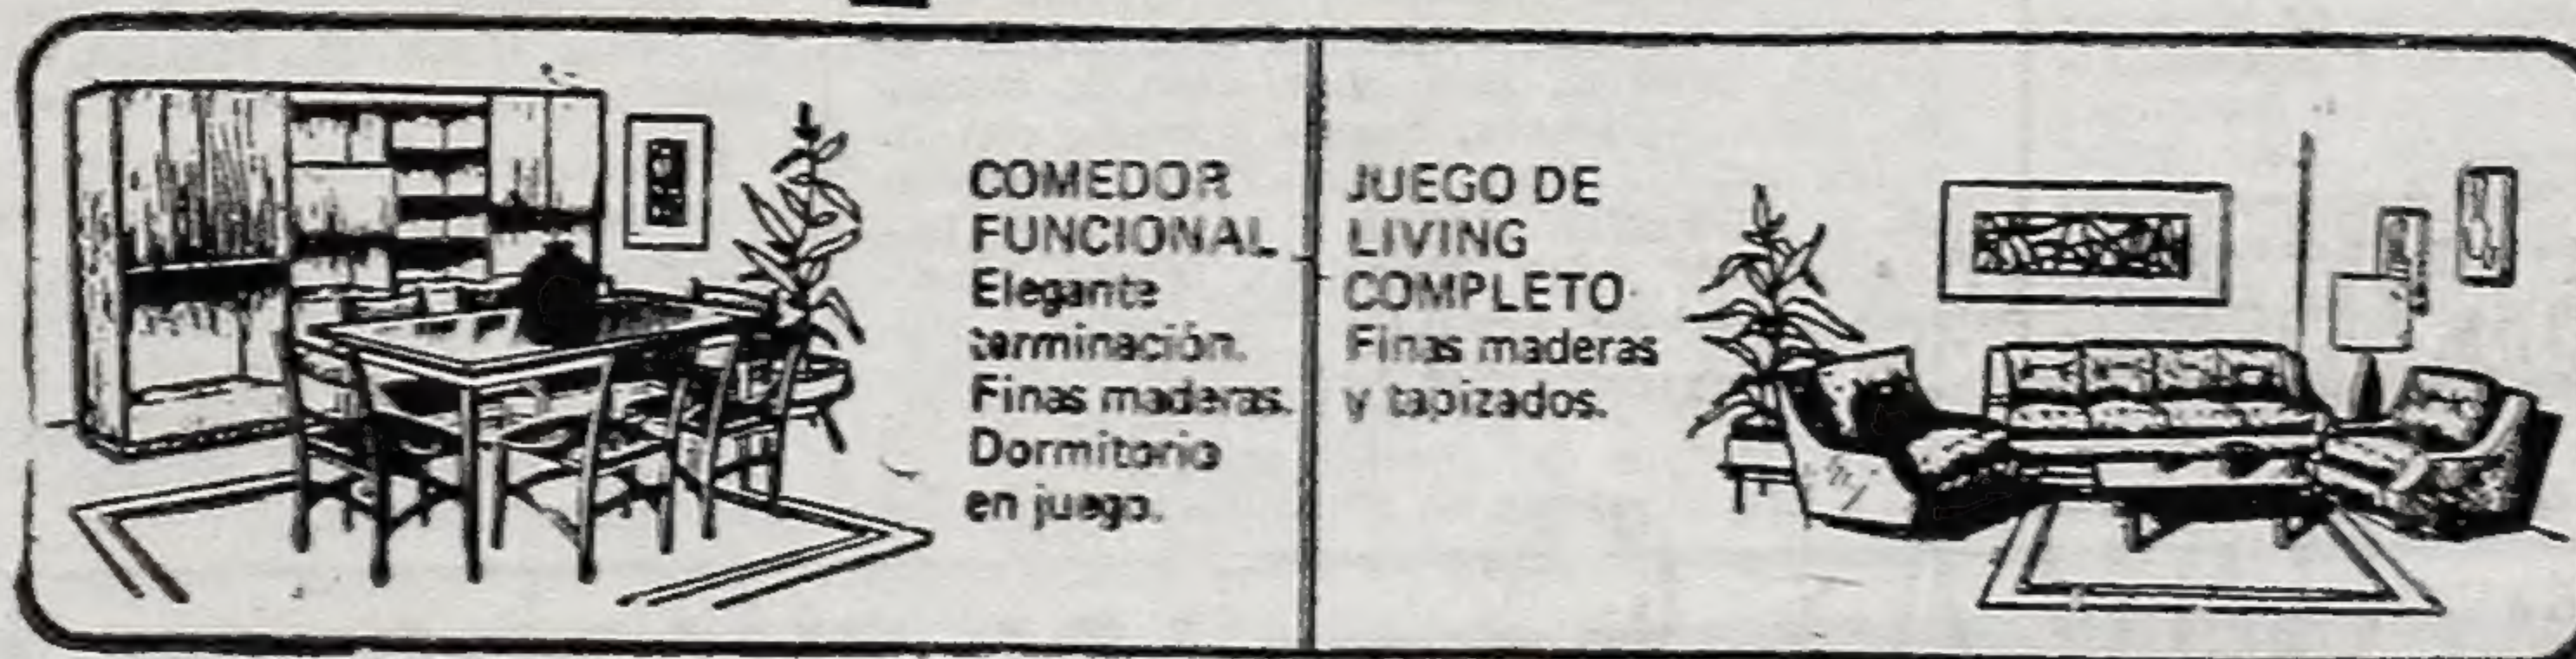 COMEDOR
FUNCIONAL
Elegante
terminación.
Finas maderas.
Dormitorio
en juego.
JUEGO DE
LIVING
COMPLETO
Finas maderas
y tapizados.